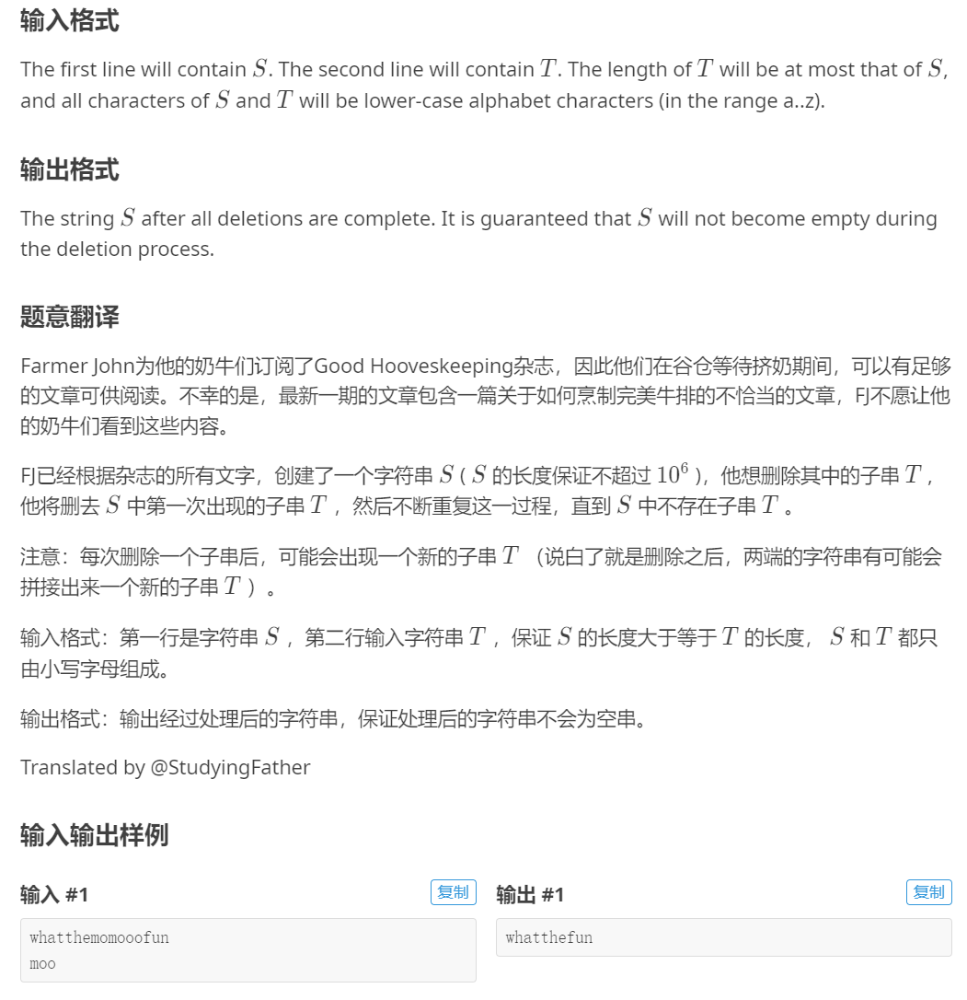 输入格式
The first line will contain S. The second line will contain T. The length of T will be at most that of S,
and all characters of S and T will be lower-case alphabet characters (in the range a..z).
输出格式
The string S after all deletions are complete. It is guaranteed that S will not become empty during
the deletion process.
题意翻译
Farmer John为他的奶牛们订阅了Good Hooveskeeping杂志，因此他们在谷仓等待挤奶期间，可以有足够
的文章可供阅读。不幸的是，最新一期的文章包含一篇关于如何烹制完美牛排的不恰当的文章，FJ不愿让他
的奶牛们看到这些内容。
FJ已经根据杂志的所有文字，创建了一个字符串 S ( S 的长度保证不超过 10^6 )，他想删除其中的子串 T ，
他将删去 S 中第一次出现的子串 T ，然后不断重复这一过程，直到 S 中不存在子串 T 。
注意：每次删除一个子串后，可能会出现一个新的子串 T （说白了就是删除之后，两端的字符串有可能会
拼接出来一个新的子串 T ）。
输入格式：第一行是字符串 S ，第二行输入字符串 T ，保证 S 的长度大于等于 T 的长度， S 和 T 都只
由小写字母组成。
输出格式：输出经过处理后的字符串，保证处理后的字符串不会为空串。
Translated by @StudyingFather
输入输出样例
输入 #1 复制
whatthemomooofun
moo
输出 #1 复制
whatthefun